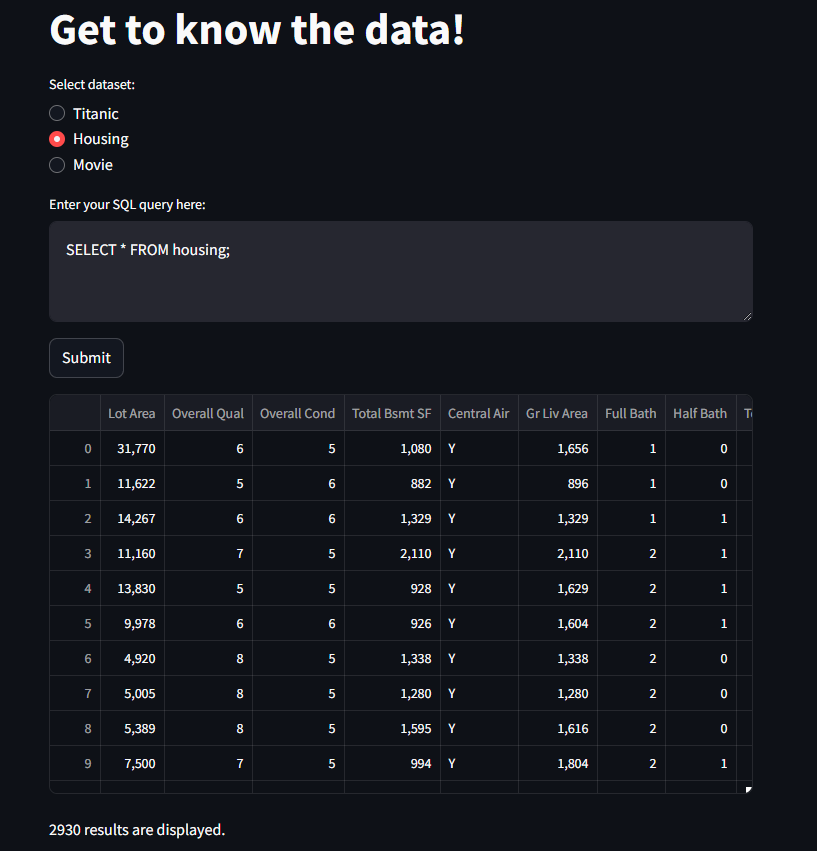 Get to know the data!
Select dataset:
Titanic
Housing
Movie
Enter your SQL query here:
SELECT * FROM housing;
Submit
Lot Area Overall Qual Overall Cond Total Bsmt SF Central Air Gr Liv Area Full Bath Half Bath
0 31,770 6 5 1,080 Y 1,656 1 0
1 11,622 5 6 882 Y 896 1 0
2 14,267 6 6 1,329 Y 1,329 1 1
3 11,160 7 5 2,110 Y 2,110 2 1
4 13,830 5 5 928 Y 1,629 2 1
5 9,978 6 6 926 Y 1,604 2 1
6 4,920 8 5 1,338 Y 1,338 2 0
7 5,005 8 5 1,280 Y 1,280 2 0
8 5,389 8 5 1,595 Y 1,616 2 0
9 7,500 7 5 994 Y 1,804 2 1
2930 results are displayed.